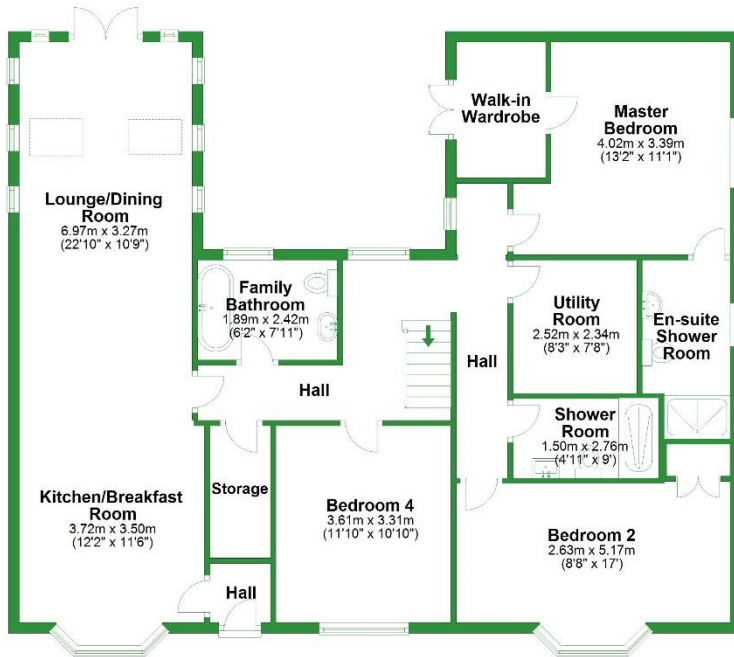 Walk-in
Wardrobe
Master
Bedroom
4.02m x 3.39m
(13'2" x 11'1")
Lounge/Dining
Room
6.97m x 3.27m
(22'10" x 10'9")
Family
Bathroom
1.89m x 2.42m
(6'2" x 7'11")
Utility
Room
2.52m x 2.34m
(8'3" x 7'8")
En-suite
Shower
Room
Hall
Hall
Shower
Room
1.50m x 2.76m
(4'11" x 9')
Kitchen/Breakfast
Room
3.72m x 3.50m
(12'2" x 11'6")
Storage
Bedroom 4
3.61m x 3.31m
(11'10" x 10'10")
Bedroom 2
2.63m x 5.17m
(8'8" x 17')
Hall